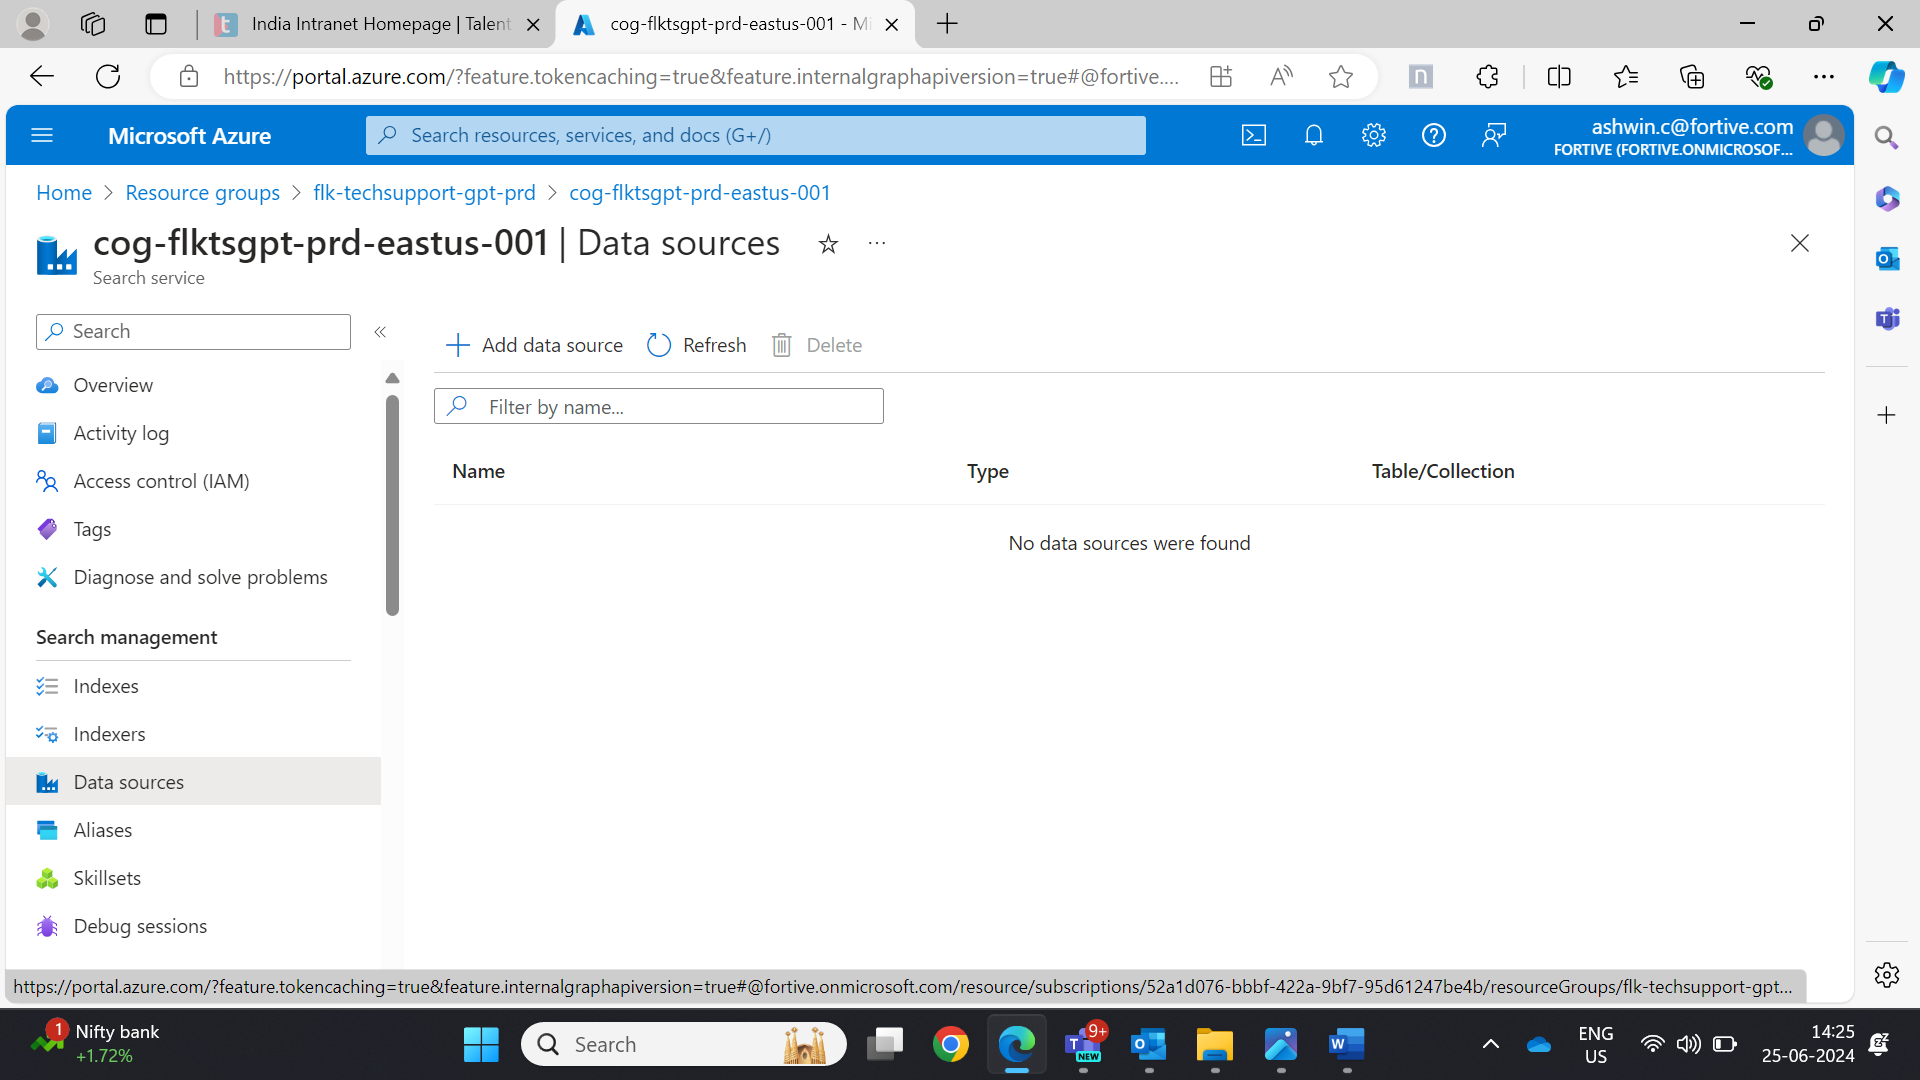 India Intranet Homepage | Talent
cog-flktsgpt-prd-eastus-001 - Mi
https://portal.azure.com/?feature.tokencaching=true&feature.internalgraphapiversion=true#@fortive....
Microsoft Azure
Search resources, services, and docs (G+/)
ashwin.c@fortive.com
FORTIVE (FORTIVE.ONMICROSOF...
Home > Resource groups > flk-techsupport-gpt-prd > cog-flktsgpt-prd-eastus-001
cog-flktsgpt-prd-eastus-001 | Data sources
Search service
Search
Add data source
Refresh
Delete
Filter by name...
Name Type Table/Collection
No data sources were found
Overview
Activity log
Access control (IAM)
Tags
Diagnose and solve problems
Search management
Indexes
Indexers
Data sources
Aliases
Skillsets
Debug sessions
https://portal.azure.com/?feature.tokencaching=true&feature.internalgraphapiversion=true#@fortive.onmicrosoft.com/resource/subscriptions/52a1d076-bbbf-422a-9bf7-95d61247be4b/resourceGroups/flk-techsupport-gpt...
1
Nifty bank
+1.72%
Search
9+
NEW
ENG
US
14:25
25-06-2024